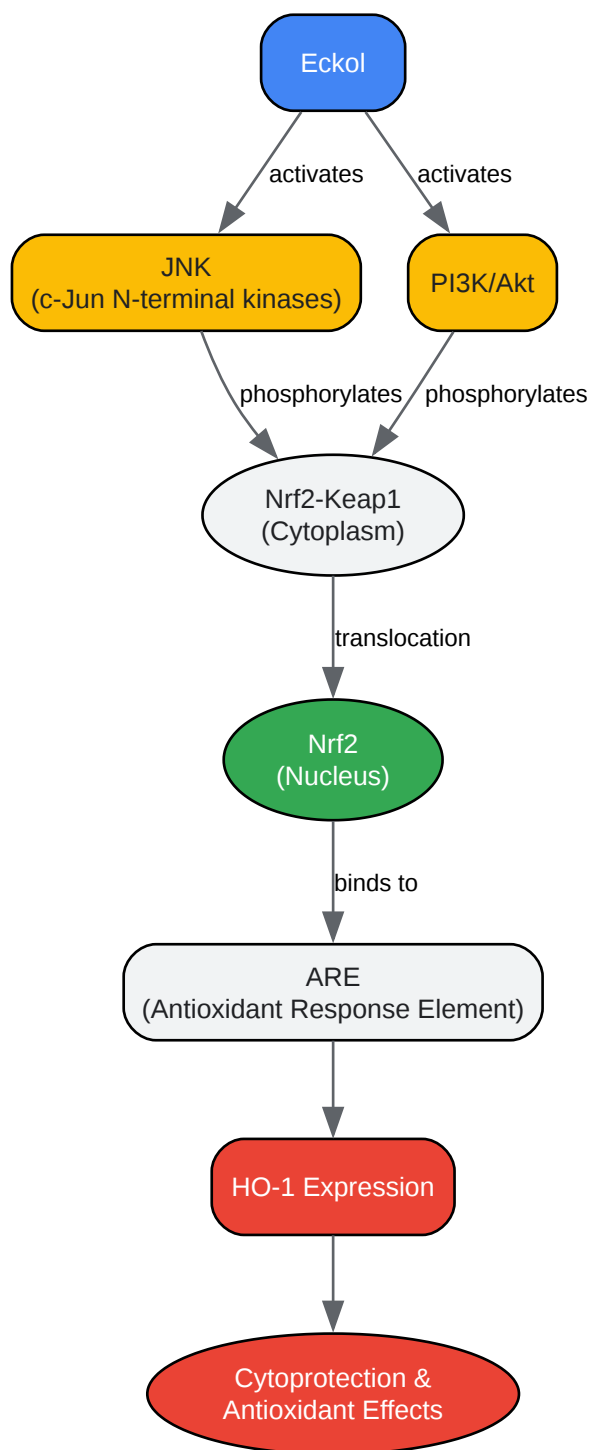 Eckol
activates
activates
JNK
(c-Jun N-terminal kinases)
PI3K/Akt
phosphorylates
phosphorylates
Nrf2-Keap1
(Cytoplasm)
translocation
Nrf2
(Nucleus)
binds to
ARE
(Antioxidant Response Element)
HO-1 Expression
Cytoprotection &
Antioxidant Effects